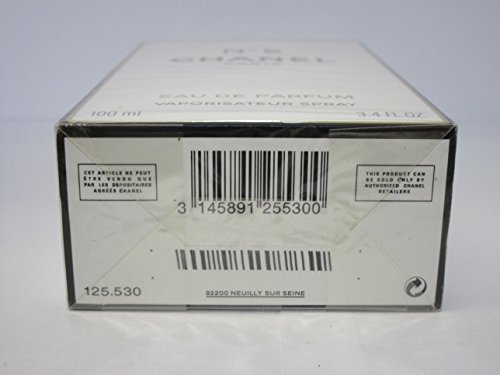 N°5
CHANEL
PARIS
EAU DE PARFUM
VAPORISATEUR SPRAY
100 ml 3.4 FL.OZ
CET ARTICLE NE PEUT
ÊTRE VENDU QUE
PAR LES DÉPOSITAIRES
AGRÉÉS CHANEL
THIS PRODUCT CAN
BE SOLD ONLY BY
AUTHORIZED CHANEL
RETAILERS
3 145891 255300
125.530
92200 NEUILLY SUR SEINE